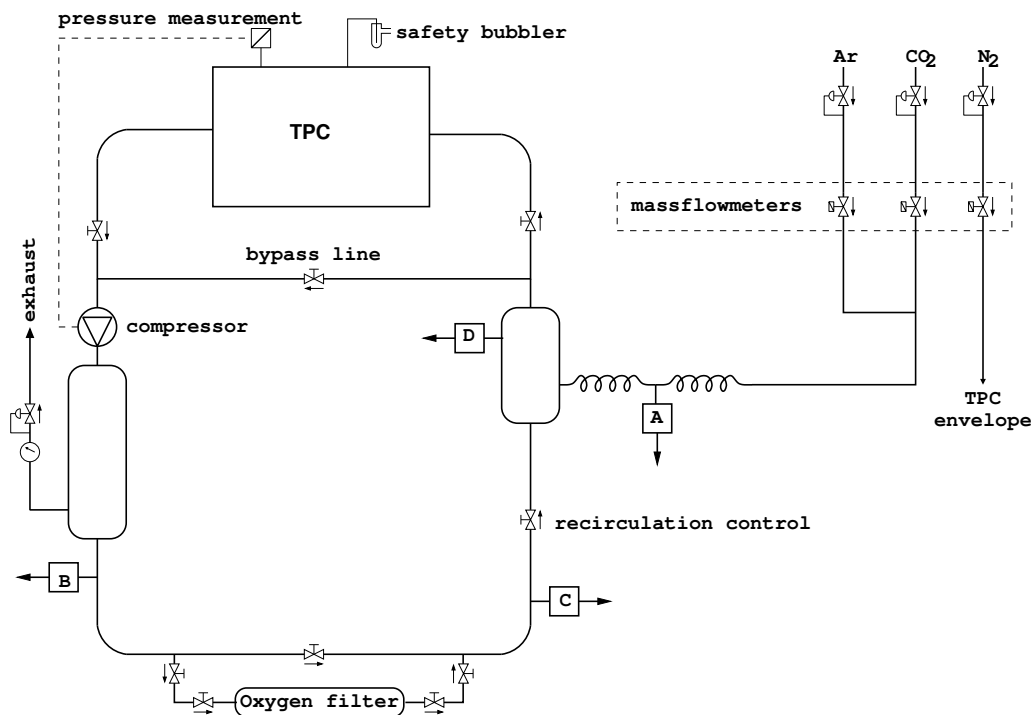 pressure measurement
safety bubbler
Ar
CO2
N2
TPC
massflowmeters
bypass line
exhaust
compressor
D
A
TPC
envelope
recirculation control
B
C
Oxygen filter